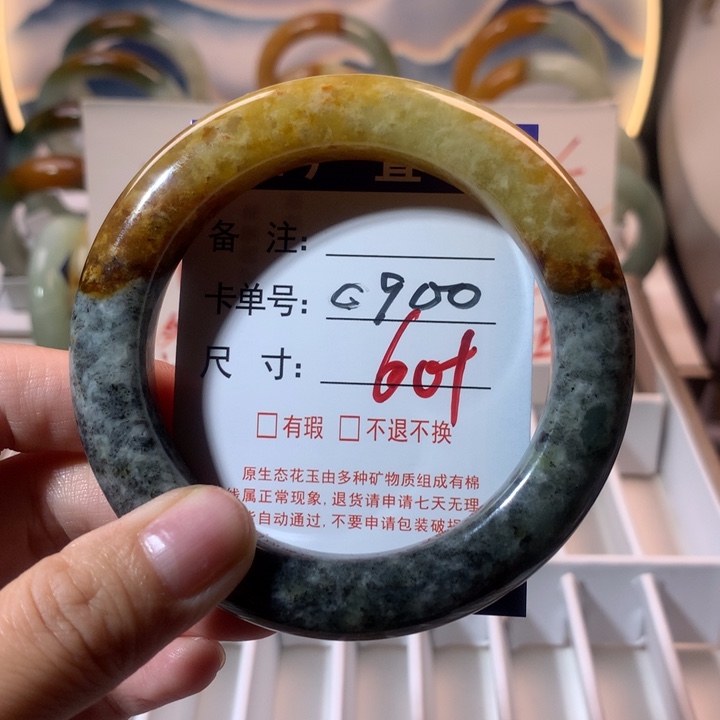 备 注:
卡单号: G900
尺 寸: 60+
□有瑕 □不退不换
原生态花玉由多种矿物质组成有棉
线属正常现象, 退货请申请七天无理
自动通过, 不要申请包装破损